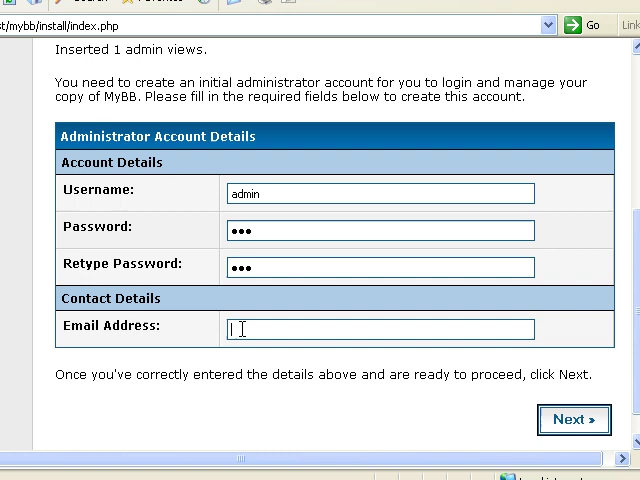 st/mybb/install/index.php
Go
Link
Inserted 1 admin views.
You need to create an initial administrator account for you to login and manage your
copy of MyBB. Please fill in the required fields below to create this account.
Administrator Account Details
Account Details
Username:
admin
Password:
Retype Password:
Contact Details
Email Address:
Once you've correctly entered the details above and are ready to proceed, click Next.
Next »